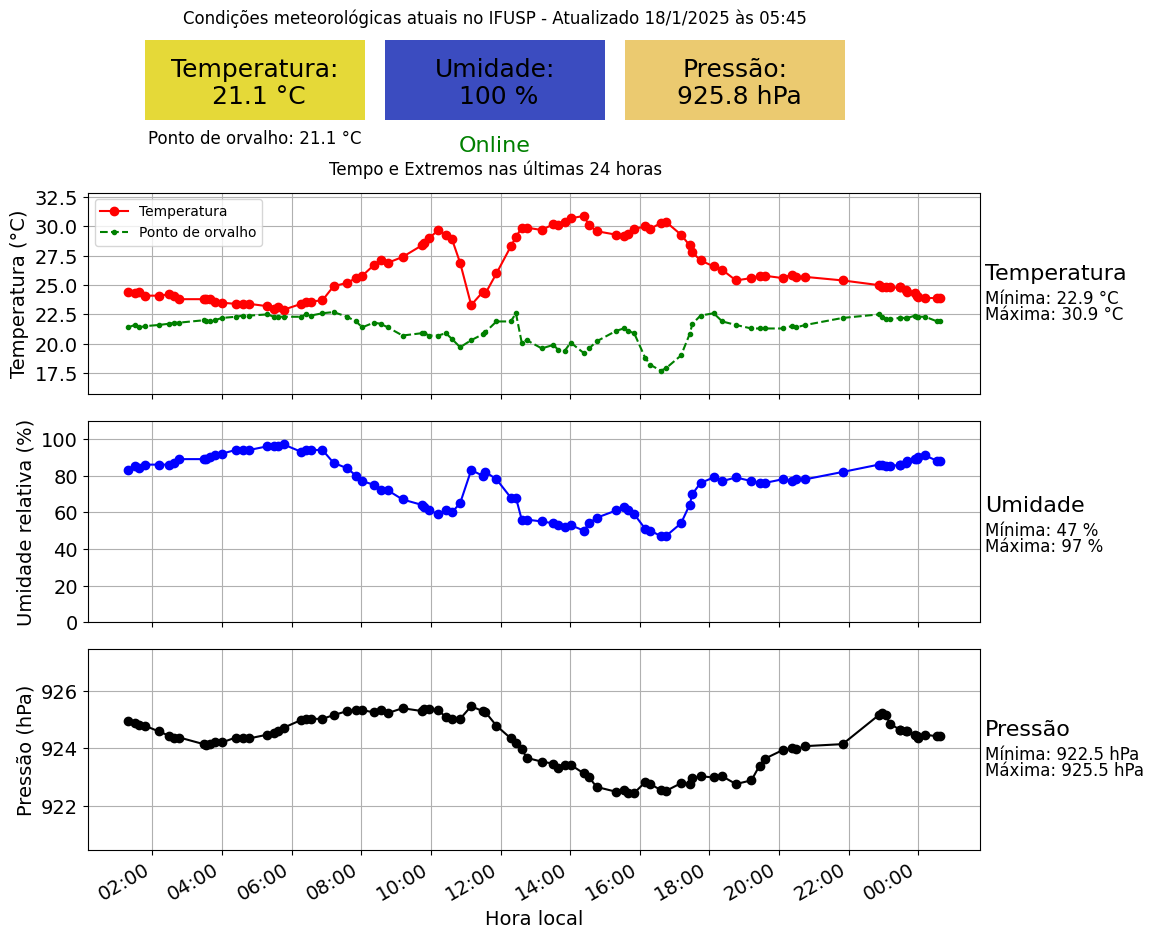 Condições meteorológicas atuais no IFUSP - Atualizado 18/1/2025 às 05:45
Temperatura:
21.1 °C
Umidade:
100 %
Pressão:
925.8 hPa
Ponto de orvalho: 21.1 °C
Online
Tempo e Extremos nas últimas 24 horas
Temperatura (°C)
32.5
30.0
27.5
25.0
22.5
20.0
17.5
Temperatura
Ponto de orvalho
Temperatura
Mínima: 22.9 °C
Máxima: 30.9 °C
Umidade relativa (%)
100
80
60
40
20
0
Umidade
Mínima: 47 %
Máxima: 97 %
Pressão (hPa)
926
924
922
Pressão
Mínima: 922.5 hPa
Máxima: 925.5 hPa
02:00 04:00 06:00 08:00 10:00 12:00 14:00 16:00 18:00 20:00 22:00 00:00
Hora local